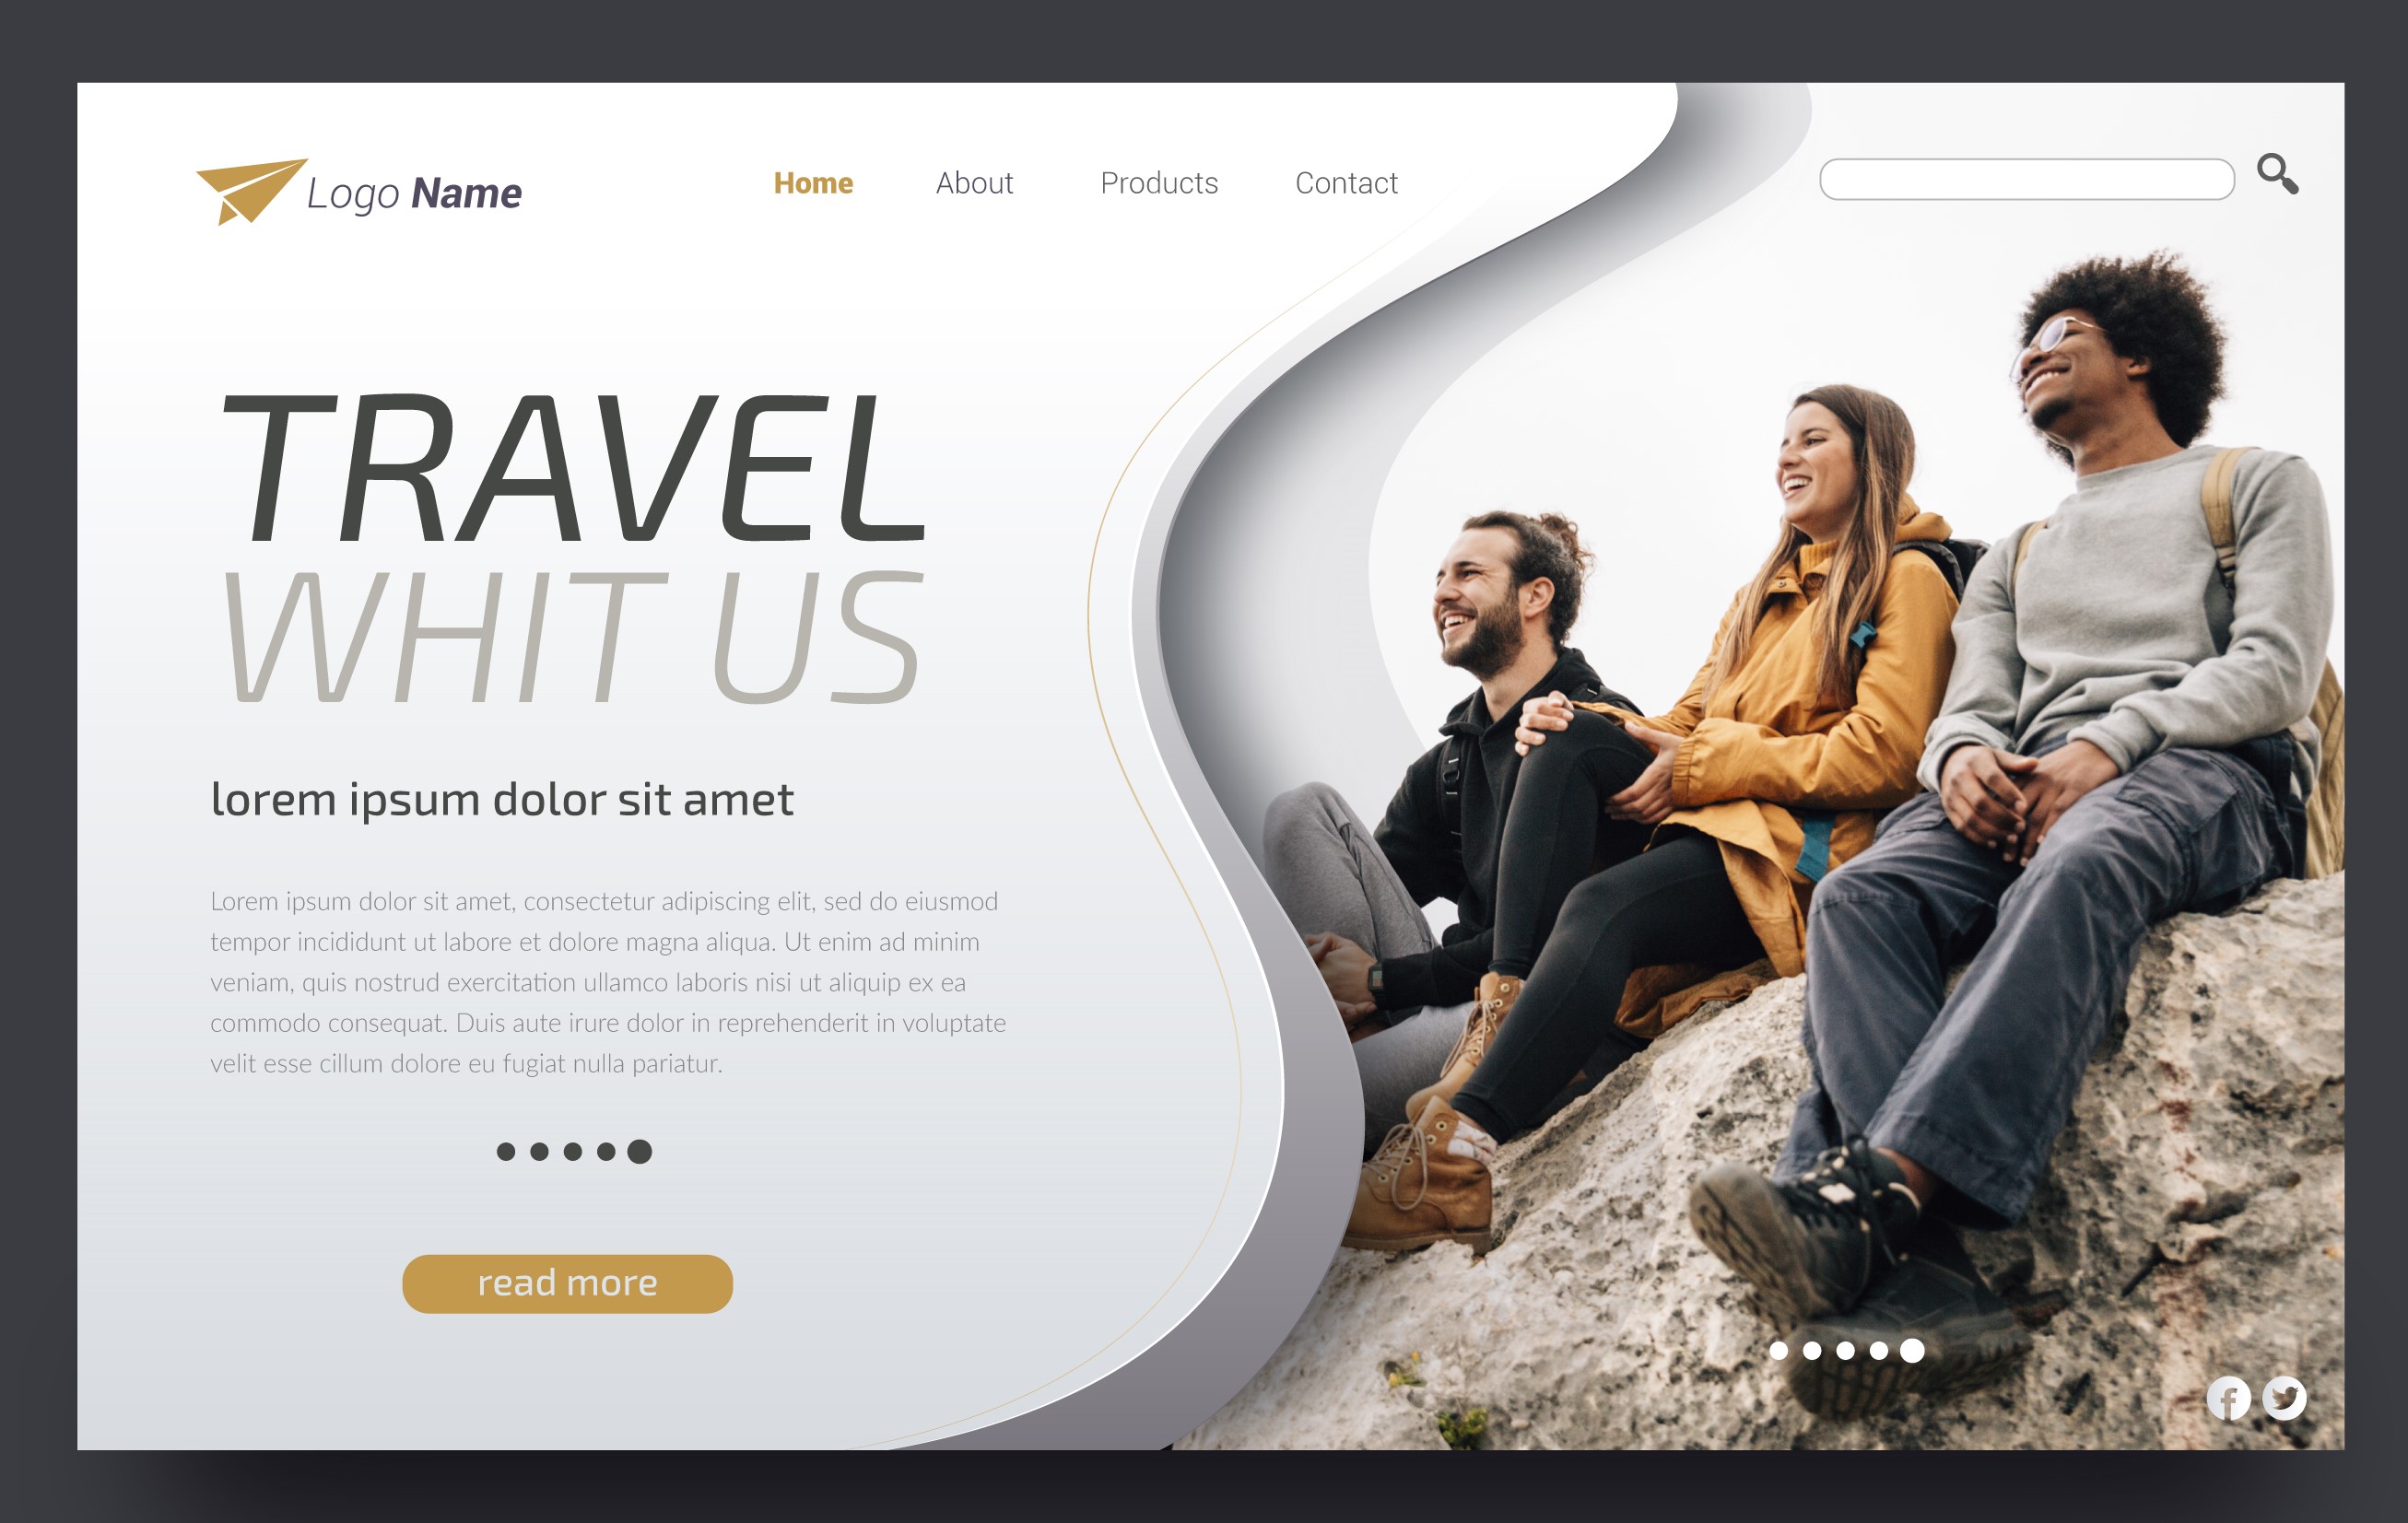 Logo Name
Home About Products Contact
TRAVEL
WHIT US
lorem ipsum dolor sit amet
Lorem ipsum dolor sit amet, consectetur adipiscing elit, sed do eiusmod
tempor incididunt ut labore et dolore magna aliqua. Ut enim ad minim
veniam, quis nostrud exercitation ullamco laboris nisi ut aliquip ex ea
commodo consequat. Duis aute irure dolor in reprehenderit in voluptate
velit esse cillum dolore eu fugiat nulla pariatur.
read more